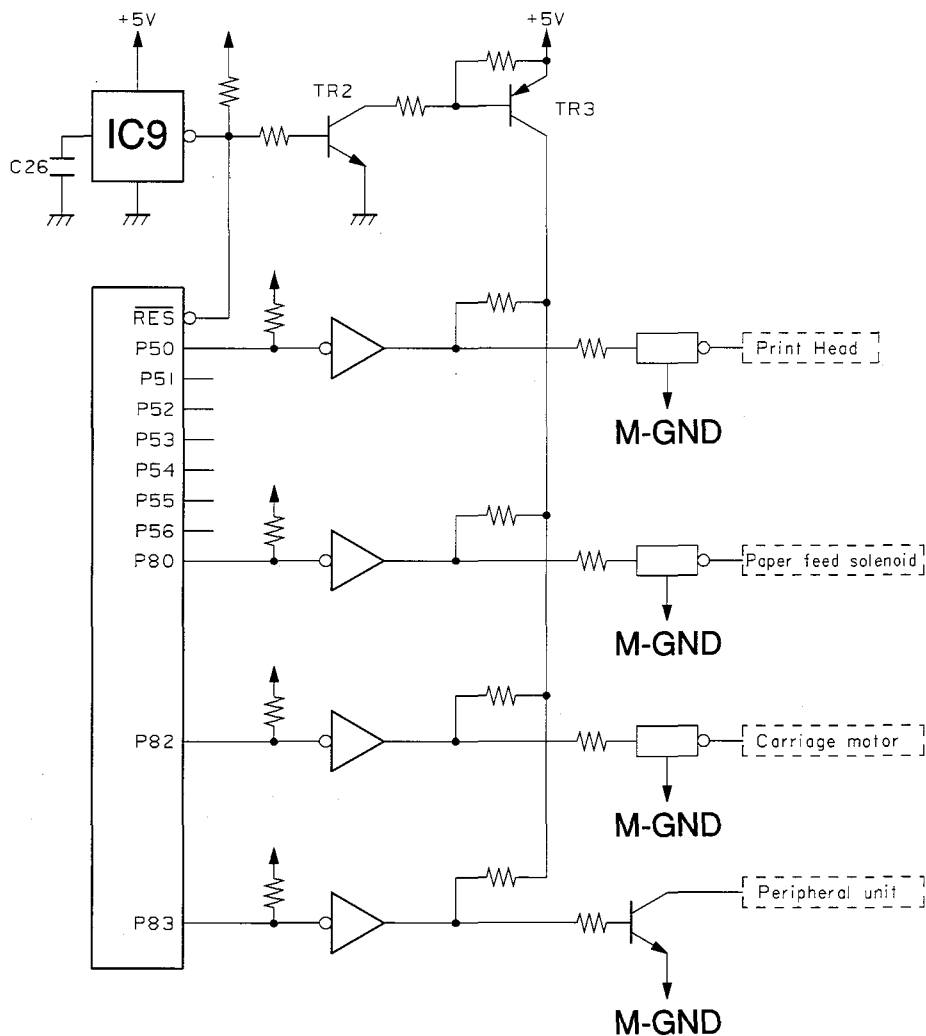 +5V
+5V
TR2
TR3
IC9
C26
RES
P50
Print Head
P51
M-GND
P52
P53
P54
P55
P56
P80
Paper feed solenoid
M-GND
P82
Carriage motor
M-GND
Peripheral unit
P83
M-GND